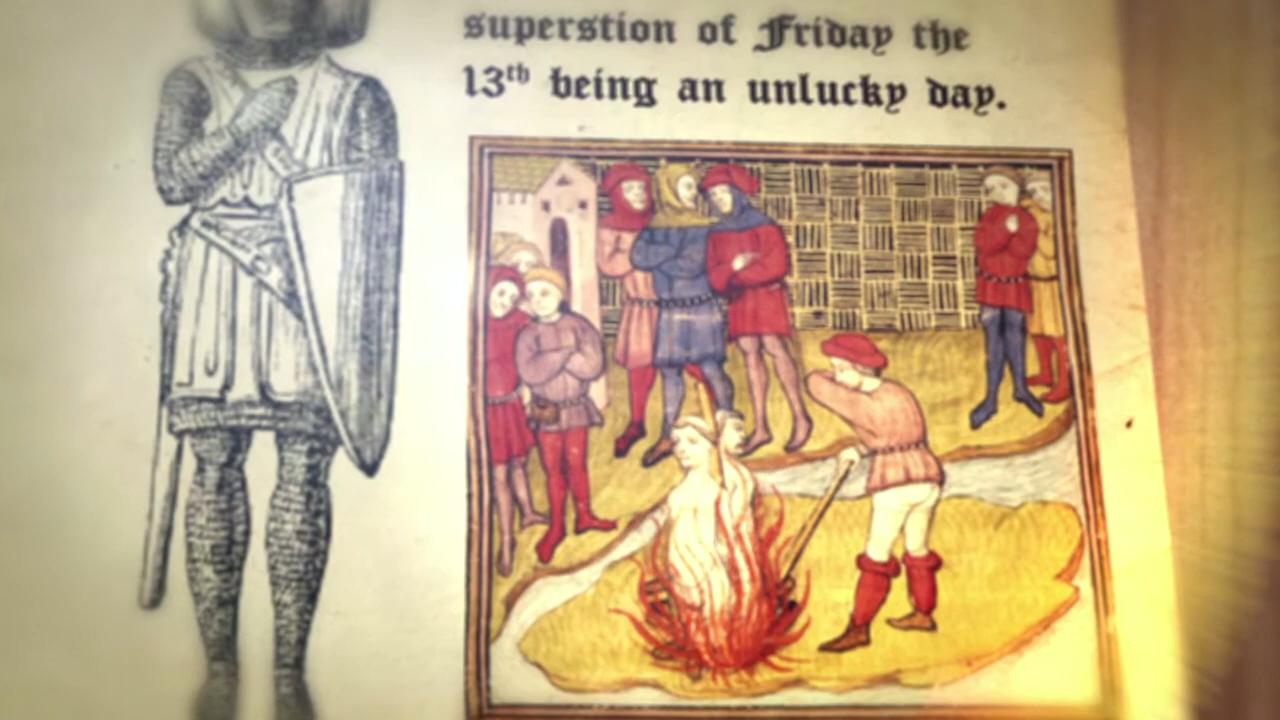 superstion of Friday the
13th being an unlucky day.